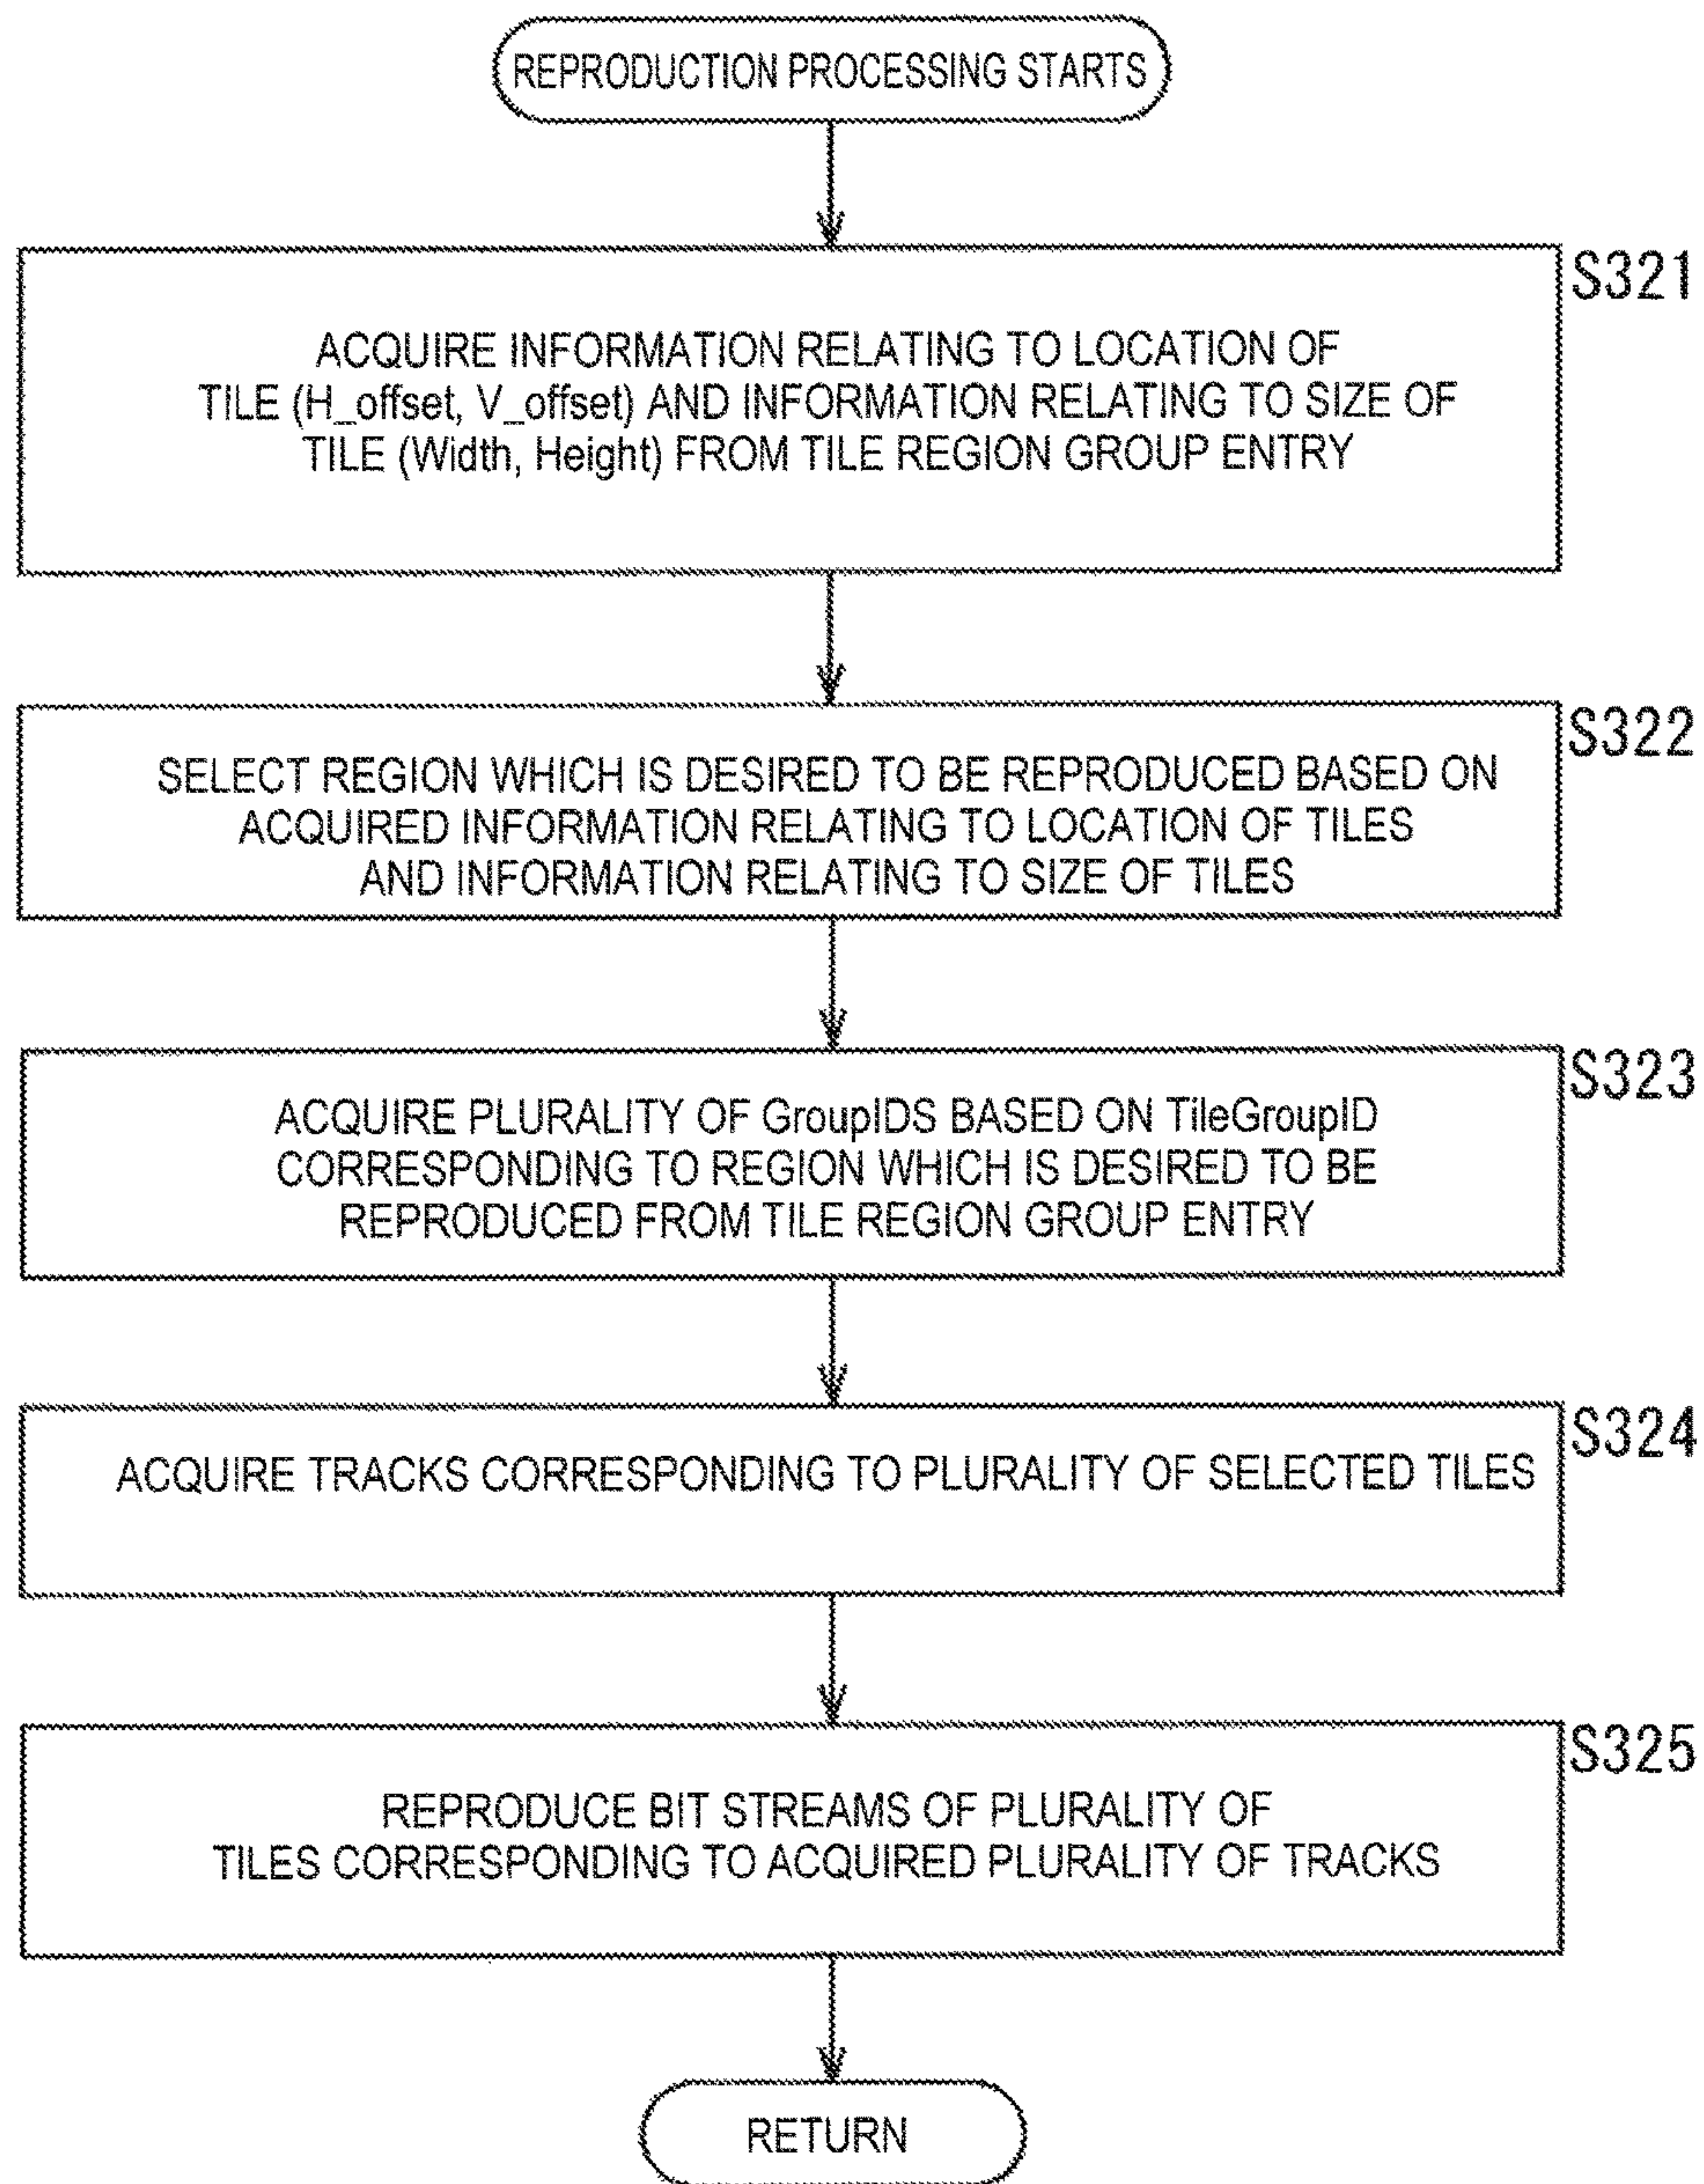 REPRODUCTION PROCESSING STARTS
S321
ACQUIRE INFORMATION RELATING TO LOCATION OF
TILE (H_offset, V_offset) AND INFORMATION RELATING TO SIZE OF
TILE (Width, Height) FROM TILE REGION GROUP ENTRY
S322
SELECT REGION WHICH IS DESIRED TO BE REPRODUCED BASED ON
ACQUIRED INFORMATION RELATING TO LOCATION OF TILES
AND INFORMATION RELATING TO SIZE OF TILES
S323
ACQUIRE PLURALITY OF GroupIDS BASED ON TileGroupID
CORRESPONDING TO REGION WHICH IS DESIRED TO BE
REPRODUCED FROM TILE REGION GROUP ENTRY
S324
ACQUIRE TRACKS CORRESPONDING TO PLURALITY OF SELECTED TILES
S325
REPRODUCE BIT STREAMS OF PLURALITY OF
TILES CORRESPONDING TO ACQUIRED PLURALITY OF TRACKS
RETURN